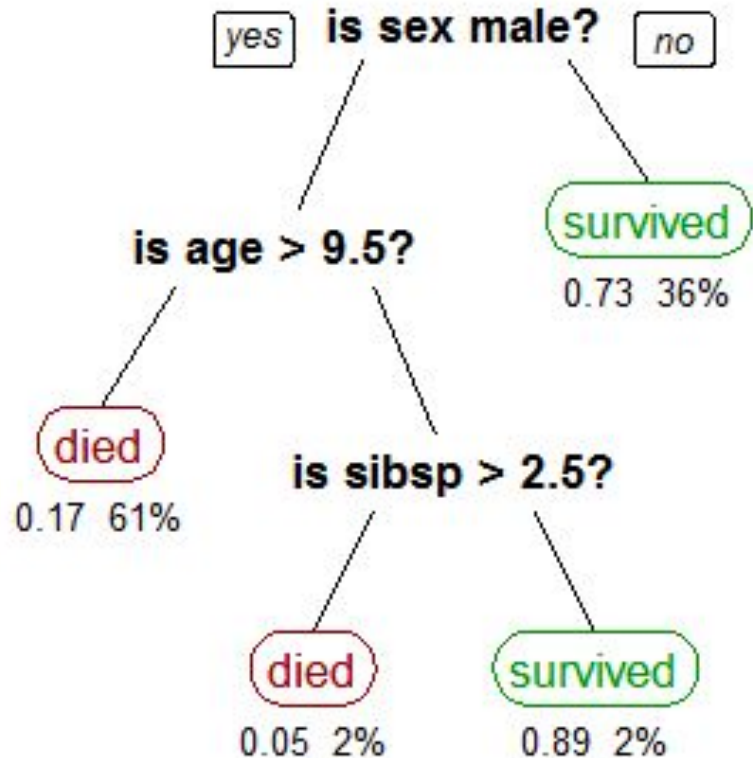 yes is sex male? no
survived
is age > 9.5?
0.73 36%
died
is sibsp > 2.5?
0.17 61%
died survived
0.05 2% 0.89 2%